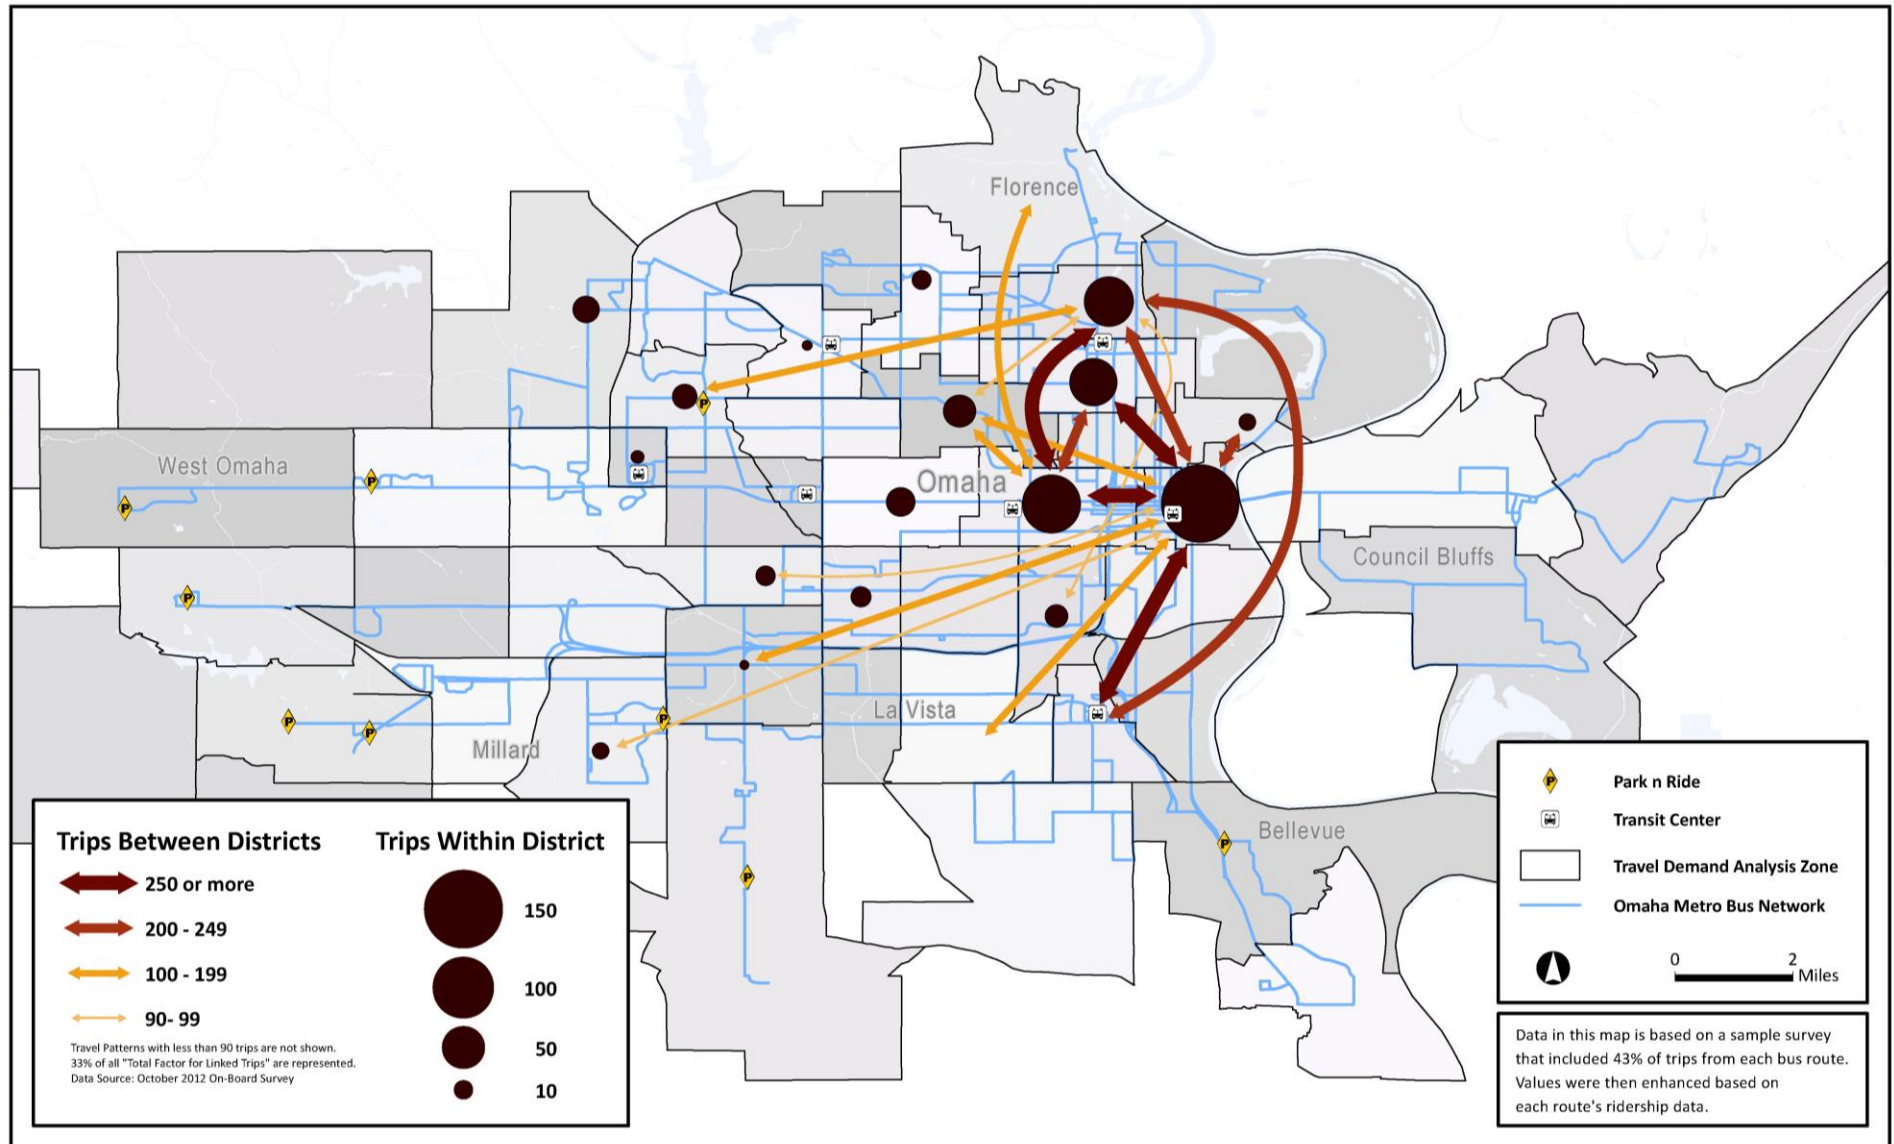 Florence
West Omaha
Omaha
Council Bluffs
La Vista
Millard
Bellevue
P
P
P
P
P
P
P
P
P
Trips Between Districts
250 or more
200 - 249
100 - 199
90- 99
Travel Patterns with less than 90 trips are not shown.
33% of all "Total Factor for Linked Trips" are represented.
Data Source: October 2012 On-Board Survey
Trips Within District
150
100
50
10
P
Park n Ride
Transit Center
Travel Demand Analysis Zone
Omaha Metro Bus Network
0 2
Miles
Data in this map is based on a sample survey
that included 43% of trips from each bus route.
Values were then enhanced based on
each route's ridership data.